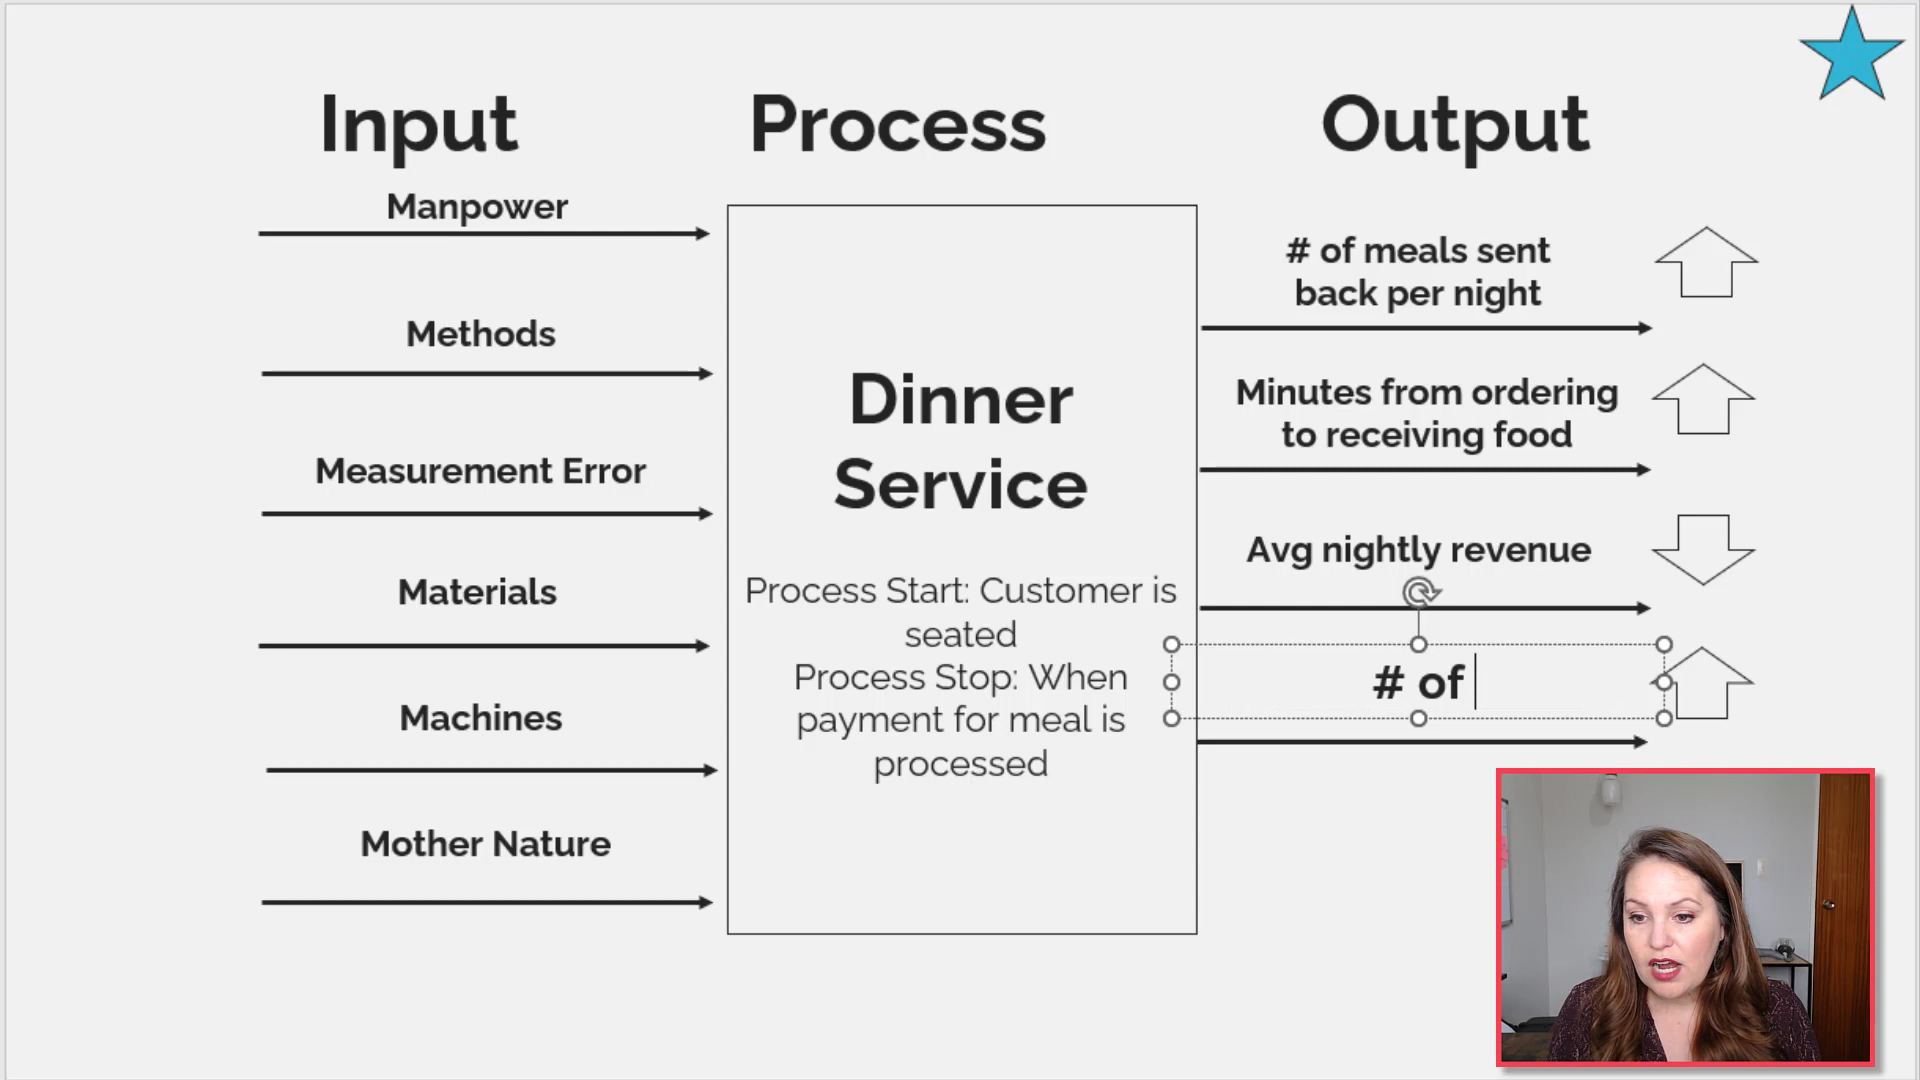 Input
Process
Output
Manpower
Methods
Measurement Error
Materials
Machines
Mother Nature
Dinner
Service
Process Start: Customer is
seated
Process Stop: When
payment for meal is
processed
# of meals sent
back per night
Minutes from ordering
to receiving food
Avg nightly revenue
# of